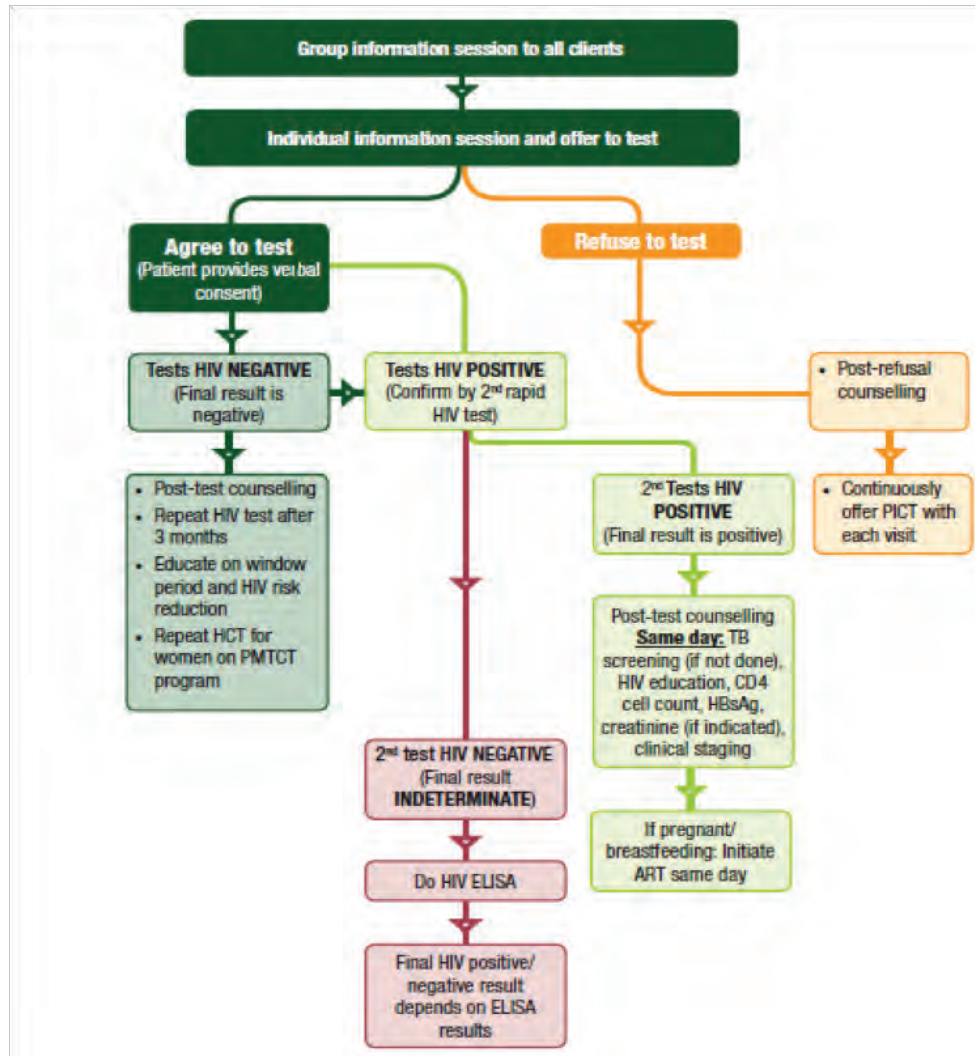 Group information session to all clients
Individual information session and offer to test
Agree to test
(Patient provides verbal
consent)
Refuse to test
Tests HIV NEGATIVE
(Final result is
negative)
Tests HIV POSITIVE
(Confirm by 2nd rapid
HIV test)
• Post-refusal
counselling
• Post-test counselling
• Repeat HIV test after
3 months
• Educate on window
period and HIV risk
reduction
• Repeat HCT for
women on PMTCT
program
2nd Tests HIV
POSITIVE
(Final result is positive)
• Continuously
offer PICT with
each visit
Post-test counselling
Same day: TB
screening (if not done),
HIV education, CD4
cell count, HBsAg,
creatinine (if indicated),
clinical staging
2nd test HIV NEGATIVE
(Final result
INDETERMINATE)
If pregnant/
breastfeeding: Initiate
ART same day
Do HIV ELISA
Final HIV positive/
negative result
depends on ELISA
results